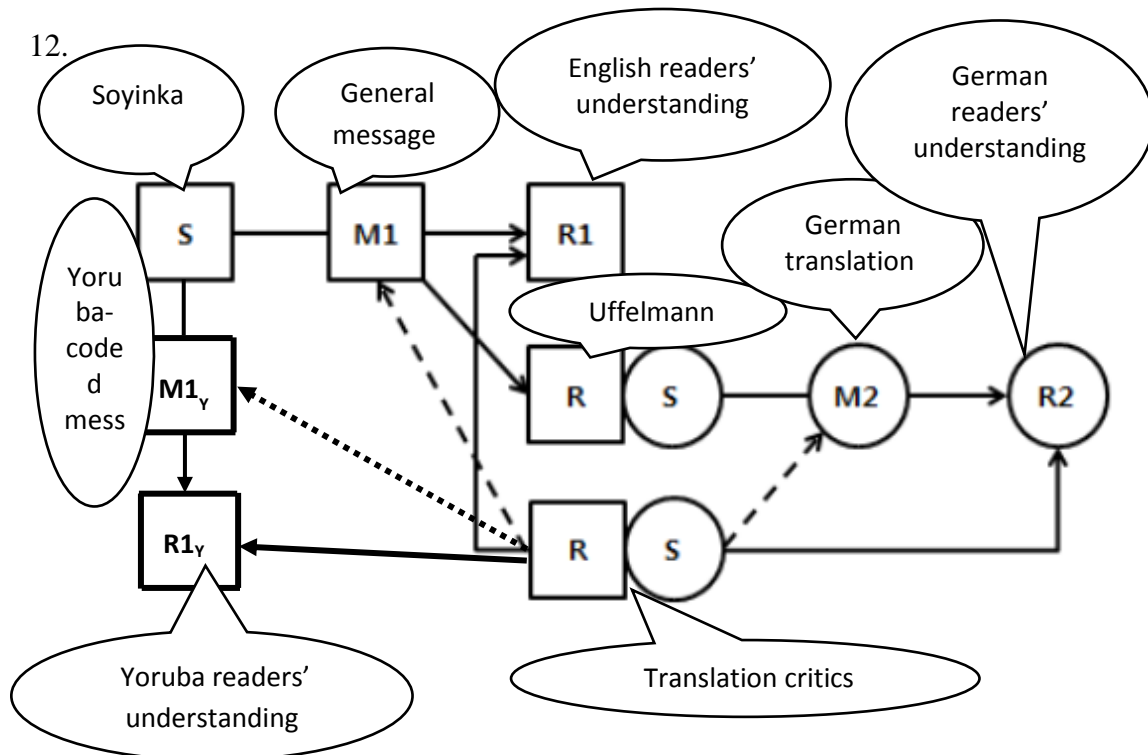 12.
Soyinka
General
message
English readers’
understanding
German
readers’
understanding
S
M1
R1
German
translation
Yoru
ba-
code
d
mess
Uffelmann
M1Y
R
S
M2
R2
R1Y
R
S
Yoruba readers’
understanding
Translation critics